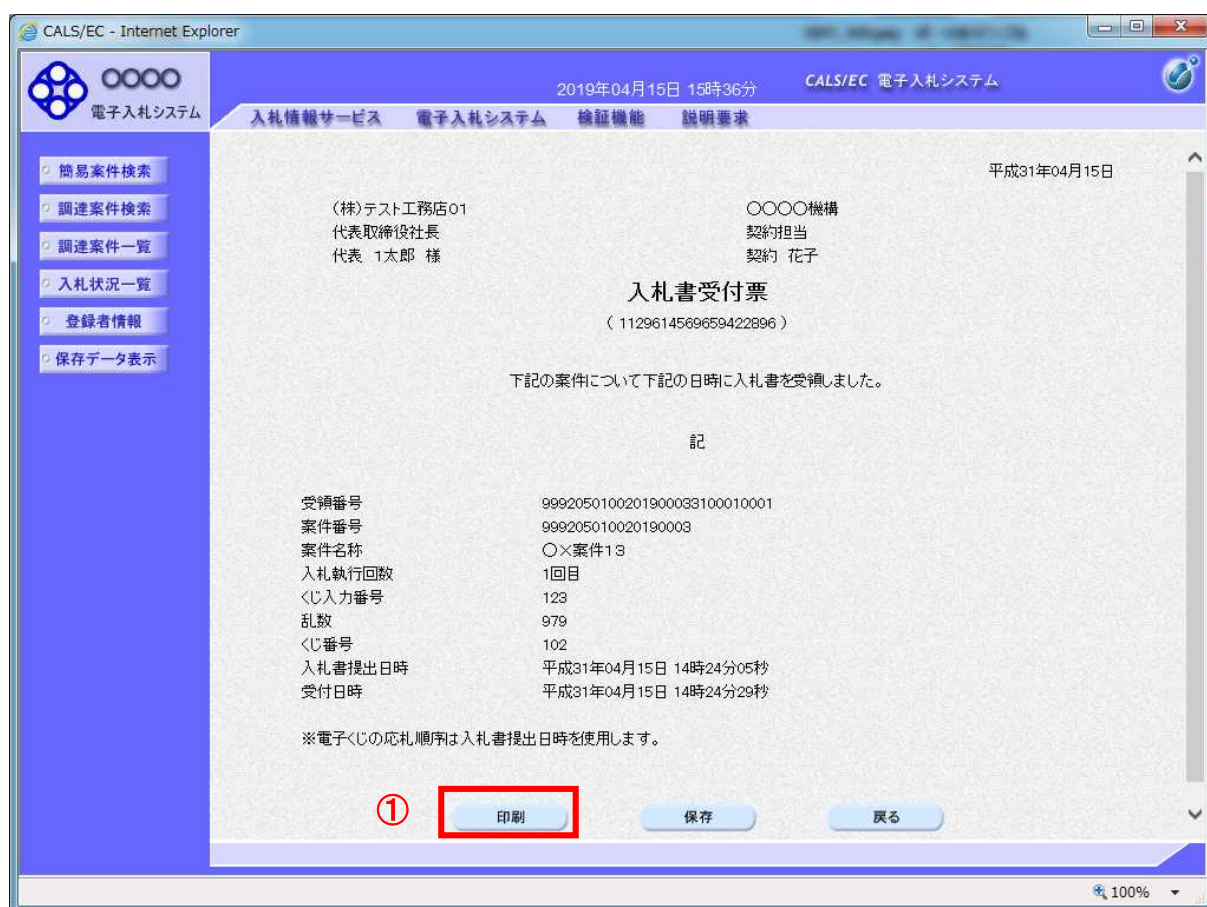 CALS/EC - Internet Explorer
〇〇〇〇
電子入札システム
2019年04月15日 15時36分
CALS/EC 電子入札システム
入札情報サービス 電子入札システム 検証機能 説明要求
簡易案件検索
調達案件検索
調達案件一覧
入札状況一覧
登録者情報
保存データ表示
平成31年04月15日
(株)テスト工務店01 〇〇〇〇機構
代表取締役社長 契約担当
代表 1太郎 様 契約 花子
入札書受付票
( 1129614569659422896 )
下記の案件について下記の日時に入札書を受領しました。
記
受領番号 9992050100201900033100010001
案件番号 999205010020190003
案件名称 〇×案件13
入札執行回数 1回目
くじ入力番号 123
乱数 979
くじ番号 102
入札書提出日時 平成31年04月15日 14時24分05秒
受付日時 平成31年04月15日 14時24分29秒
※電子くじの応札順序は入札書提出日時を使用します。
① 印刷 保存 戻る
100%